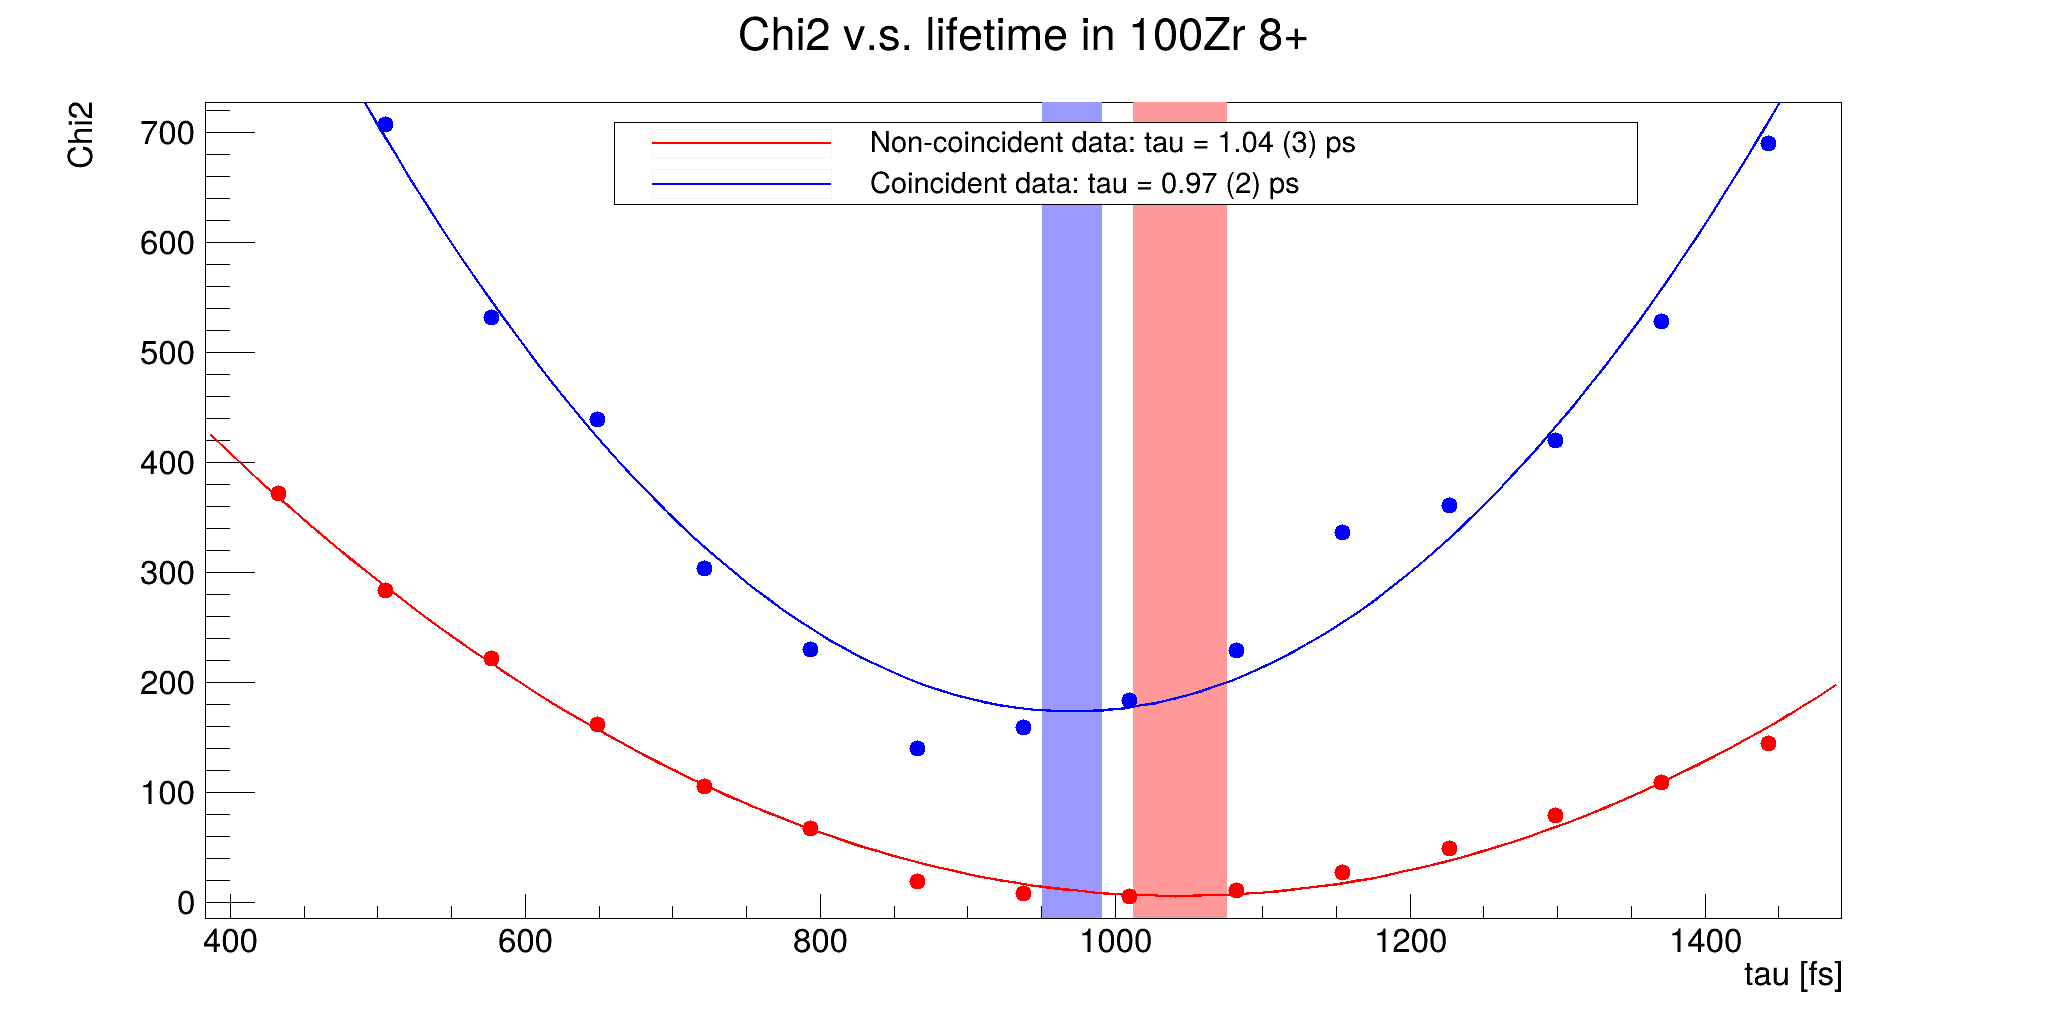 Chi2 v.s. lifetime in 100Zr 8+
Chi2
Non-coincident data: tau = 1.04 (3) ps
Coincident data: tau = 0.97 (2) ps
700
600
500
400
300
200
100
0
400 600 800 1000 1200 1400
tau [fs]